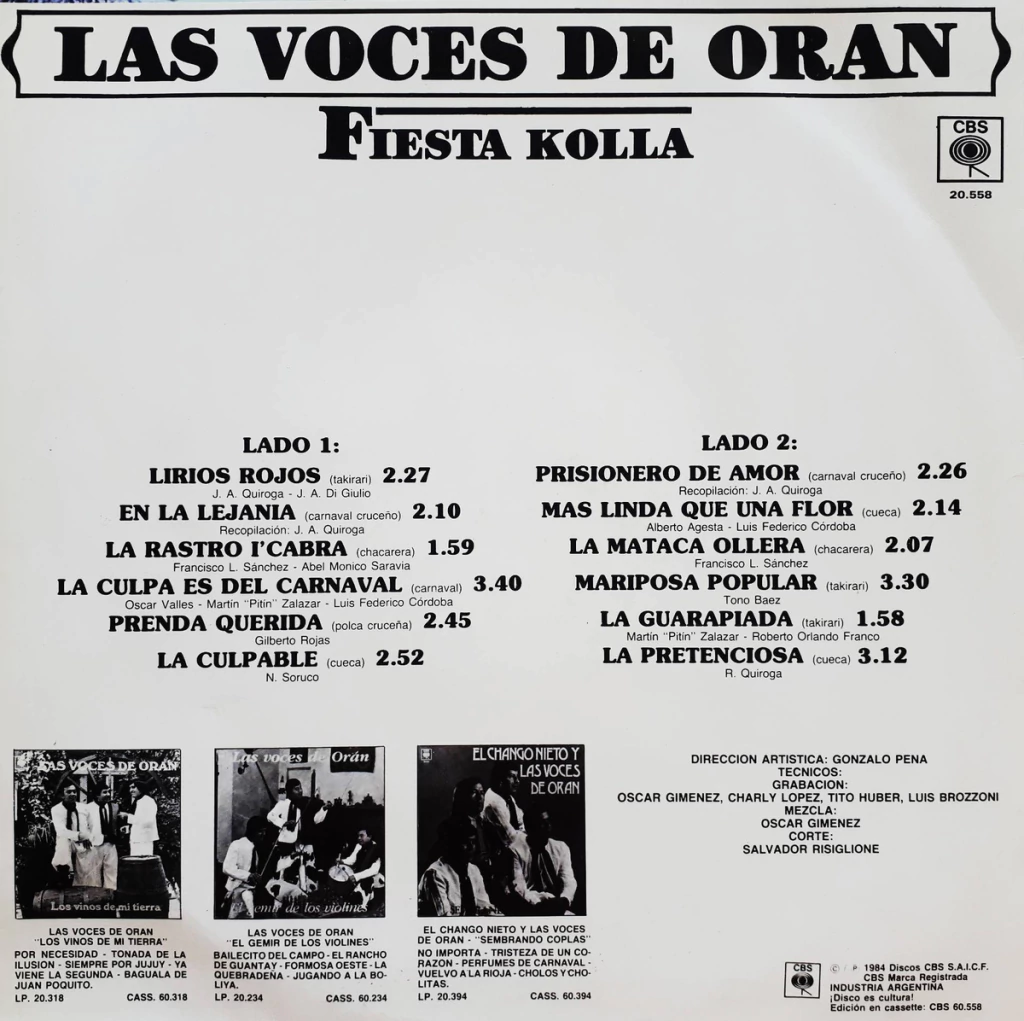 LAS VOCES DE ORAN
FIESTA KOLLA
CBS
20.558
LADO 1:
LIRIOS ROJOS (takirari) 2.27
J. A. Quiroga - J. A. Di Giulio
EN LA LEJANIA (carnaval cruceño) 2.10
Recopilación: J. A. Quiroga
LA RASTRO I'CABRA (chacarera) 1.59
Francisco L. Sánchez - Abel Monico Saravia
LA CULPA ES DEL CARNAVAL (carnaval) 3.40
Oscar Valles - Martín "Pitín" Zalazar - Luis Federico Córdoba
PRENDA QUERIDA (polca cruceña) 2.45
Gilberto Rojas
LA CULPABLE (cueca) 2.52
N. Soruco
LADO 2:
PRISIONERO DE AMOR (carnaval cruceño) 2.26
Recopilación: J. A. Quiroga
MAS LINDA QUE UNA FLOR (cueca) 2.14
Alberto Agesta - Luis Federico Córdoba
LA MATACA OLLERA (chacarera) 2.07
Francisco L. Sánchez
MARIPOSA POPULAR (takirari) 3.30
Tono Baez
LA GUARAPIADA (takirari) 1.58
Martín "Pitín" Zalazar - Roberto Orlando Franco
LA PRETENCIOSA (cueca) 3.12
R. Quiroga
LAS VOCES DE ORAN
Los vinos de mi tierra
LAS VOCES DE ORAN
"LOS VINOS DE MI TIERRA"
POR NECESIDAD - TONADA DE LA
ILUSION - SIEMPRE POR JUJUY - YA
VIENE LA SEGUNDA - BAGUALA DE
JUAN POQUITO.
LP. 20.318 CASS. 60.318
Las voces de Orán
El gemir de los violines
LAS VOCES DE ORAN
"EL GEMIR DE LOS VIOLINES"
BAILECITO DEL CAMPO - EL RANCHO
DE GUANTAY - FORMOSA OESTE - LA
QUEBRADEÑA - JUGANDO A LA BO-
LIYA.
LP. 20.234 CASS. 60.234
EL CHANGO NIETO Y
LAS VOCES
DE ORAN
EL CHANGO NIETO Y LAS VOCES
DE ORAN - "SEMBRANDO COPLAS"
NO IMPORTA - TRISTEZA DE UN CO-
RAZON - PERFUMES DE CARNAVAL -
VUELVO A LA RIOJA - CHOLOS Y CHO-
LITAS.
LP. 20.394 CASS. 60.394
DIRECCION ARTISTICA: GONZALO PENA
TECNICOS:
GRABACION:
OSCAR GIMENEZ, CHARLY LOPEZ, TITO HUBER, LUIS BROZZONI
MEZCLA:
OSCAR GIMENEZ
CORTE:
SALVADOR RISIGLIONE
CBS
© ℗ 1984 Discos CBS S.A.I.C.F.
CBS Marca Registrada
INDUSTRIA ARGENTINA
¡Disco es cultura!
Edición en cassette: CBS 60.558